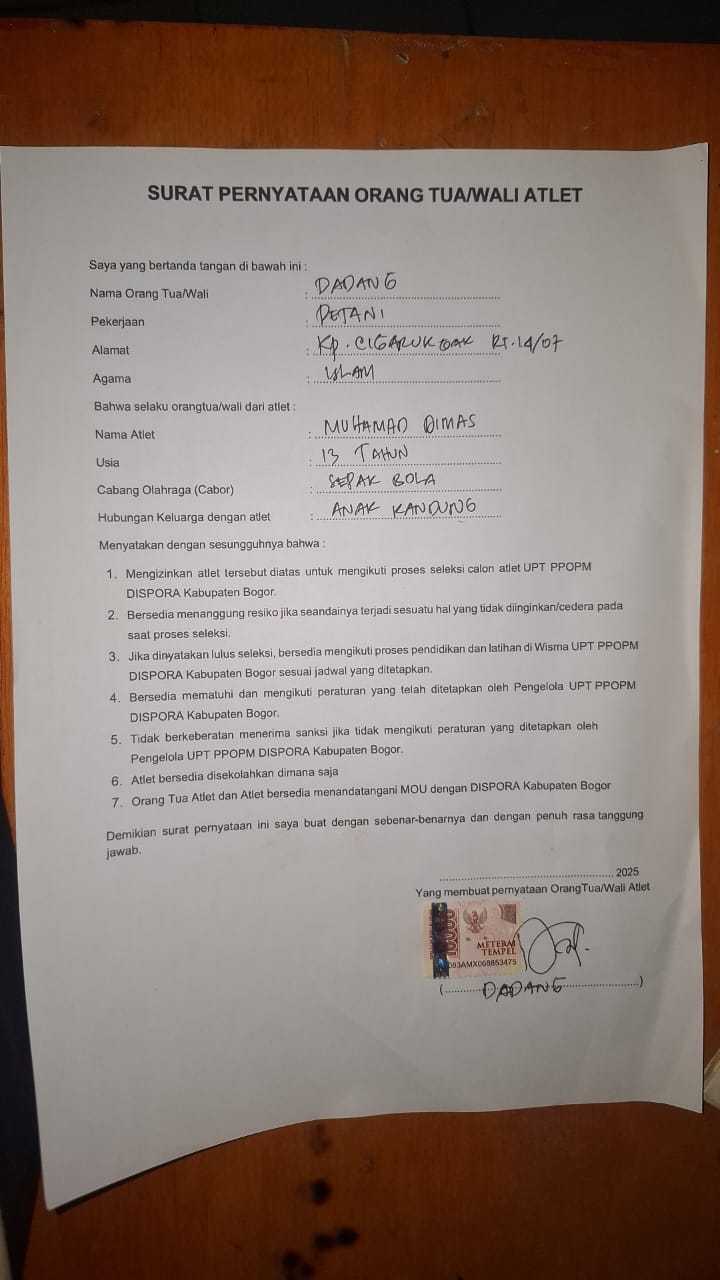 SURAT PERNYATAAN ORANG TUA/WALI ATLET
Saya yang bertanda tangan di bawah ini :
Nama Orang Tua/Wali : DADANG
Pekerjaan : PETANI
Alamat : Kp. CIGARUKGAK RT.14/07
Agama : ISLAM
Bahwa selaku orangtua/wali dari atlet :
Nama Atlet : MUHAMAD DIMAS
Usia : 13 TAHUN
Cabang Olahraga (Cabor) : SEPAK BOLA
Hubungan Keluarga dengan atlet : ANAK KANDUNG
Menyatakan dengan sesungguhnya bahwa :
1. Mengizinkan atlet tersebut diatas untuk mengikuti proses seleksi calon atlet UPT PPOPM
DISPORA Kabupaten Bogor.
2. Bersedia menanggung resiko jika seandainya terjadi sesuatu hal yang tidak diinginkan/cedera pada
saat proses seleksi.
3. Jika dinyatakan lulus seleksi, bersedia mengikuti proses pendidikan dan latihan di Wisma UPT PPOPM
DISPORA Kabupaten Bogor sesuai jadwal yang ditetapkan.
4. Bersedia mematuhi dan mengikuti peraturan yang telah ditetapkan oleh Pengelola UPT PPOPM
DISPORA Kabupaten Bogor.
5. Tidak berkeberatan menerima sanksi jika tidak mengikuti peraturan yang ditetapkan oleh
Pengelola UPT PPOPM DISPORA Kabupaten Bogor.
6. Atlet bersedia disekolahkan dimana saja
7. Orang Tua Atlet dan Atlet bersedia menandatangani MOU dengan DISPORA Kabupaten Bogor
Demikian surat pernyataan ini saya buat dengan sebenar-benarnya dan dengan penuh rasa tanggung
jawab.
.................................................. 2025
Yang membuat pernyataan OrangTua/Wali Atlet
10000
METERAI
TEMPEL
083AMX068853475
(..........DADANG....................)